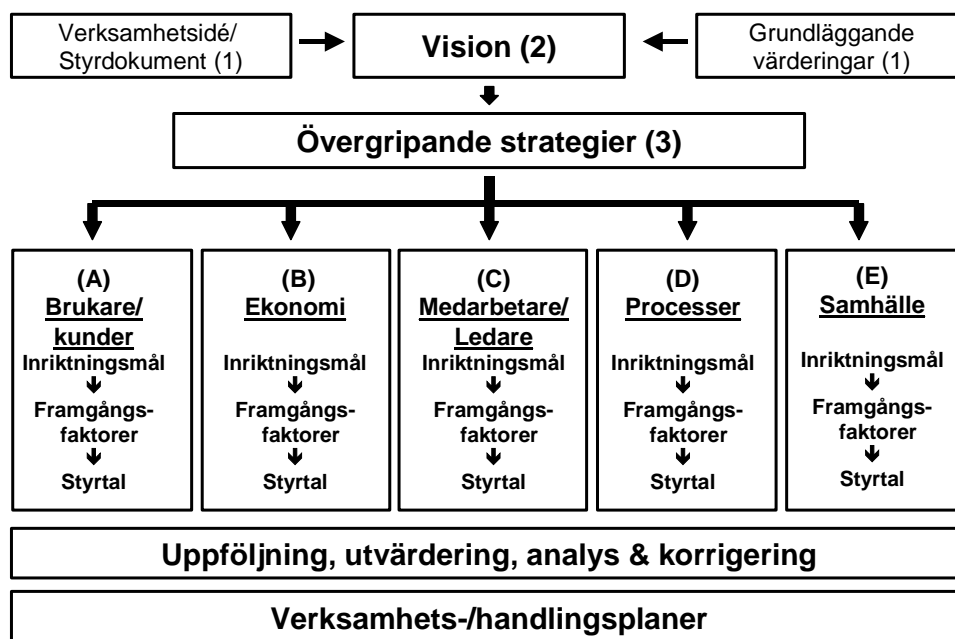 Verksamhetsidé/
Styrdokument (1)
Vision (2)
Grundläggande
värderingar (1)
Övergripande strategier (3)
(A)
Brukare/
kunder
Inriktningsmål
Framgångs-
faktorer
Styrtal
(B)
Ekonomi
Inriktningsmål
Framgångs-
faktorer
Styrtal
(C)
Medarbetare/
Ledare
Inriktningsmål
Framgångs-
faktorer
Styrtal
(D)
Processer
Inriktningsmål
Framgångs-
faktorer
Styrtal
(E)
Samhälle
Inriktningsmål
Framgångs-
faktorer
Styrtal
Uppföljning, utvärdering, analys & korrigering
Verksamhets-/handlingsplaner